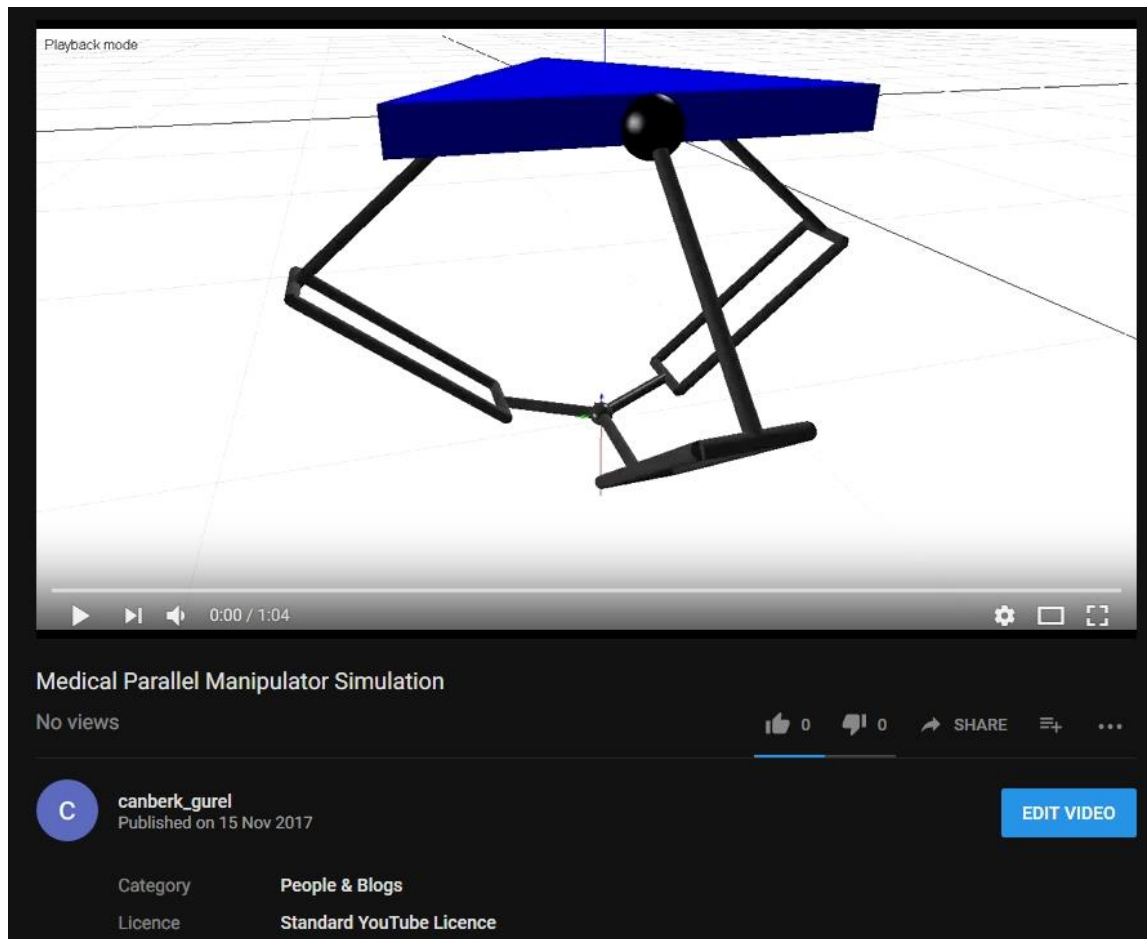 Playback mode
0:00 / 1:04
Medical Parallel Manipulator Simulation
No views
0 0 SHARE
C
canberk_gurel
Published on 15 Nov 2017
EDIT VIDEO
Category People & Blogs
Licence Standard YouTube Licence